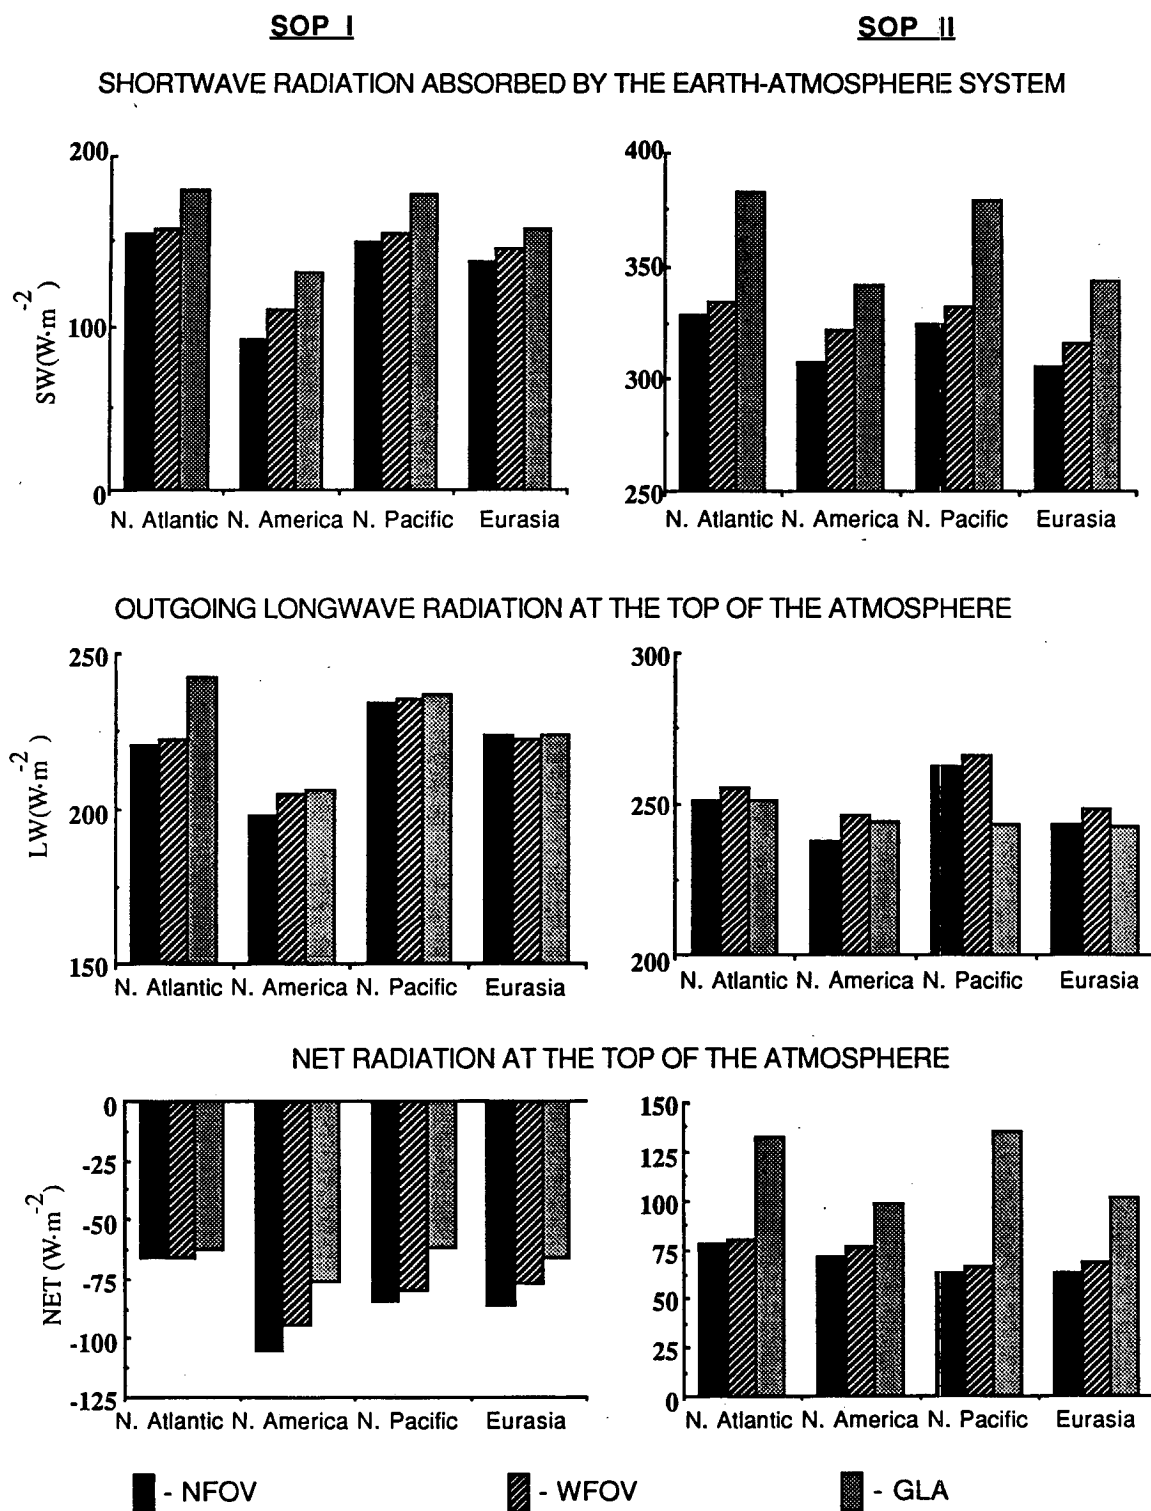 SOP I
SOP II
SHORTWAVE RADIATION ABSORBED BY THE EARTH-ATMOSPHERE SYSTEM
200
100
0
SW(W·m-2)
N. Atlantic N. America N. Pacific Eurasia
400
350
300
250
N. Atlantic N. America N. Pacific Eurasia
OUTGOING LONGWAVE RADIATION AT THE TOP OF THE ATMOSPHERE
250
200
150
LW(W·m-2)
N. Atlantic N. America N. Pacific Eurasia
300
250
200
N. Atlantic N. America N. Pacific Eurasia
NET RADIATION AT THE TOP OF THE ATMOSPHERE
0
-25
-50
-75
-100
-125
NET (W·m-2)
N. Atlantic N. America N. Pacific Eurasia
150
125
100
75
50
25
0
N. Atlantic N. America N. Pacific Eurasia
- NFOV - WFOV - GLA